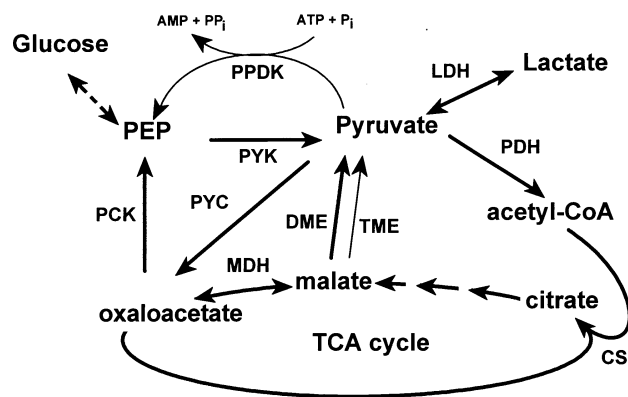 AMP + PPi
ATP + Pi
Glucose
PPDK
LDH
Lactate
PEP
Pyruvate
PYK
PDH
PCK
PYC
DME
TME
acetyl-CoA
MDH
malate
oxaloacetate
citrate
TCA cycle
CS